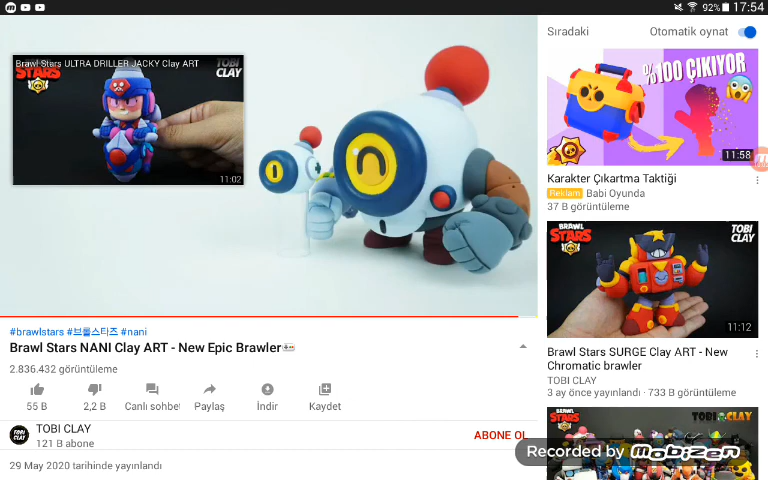 92% 17:54
Brawl Stars ULTRA DRILLER JACKY Clay ART
STARS
TOBI
CLAY
11:02
#brawlstars #브롤스타즈 #nani
Brawl Stars NANI Clay ART - New Epic Brawler
2.836.432 görüntüleme
55 B
2,2 B
Canlı sohbet
Paylaş
İndir
Kaydet
TOBI CLAY
121 B abone
ABONE OL
29 May 2020 tarihinde yayınlandı
Sıradaki
Otomatik oynat
%100 ÇIKIYOR
11:58
Karakter Çıkartma Taktiği
Reklam Babi Oyunda
37 B görüntüleme
BRAWL
STARS
TOBI
CLAY
11:12
Brawl Stars SURGE Clay ART - New
Chromatic brawler
TOBI CLAY
3 ay önce yayınlandı · 733 B görüntüleme
BRAWL
STARS
TOBI CLAY
Recorded by Mobizen